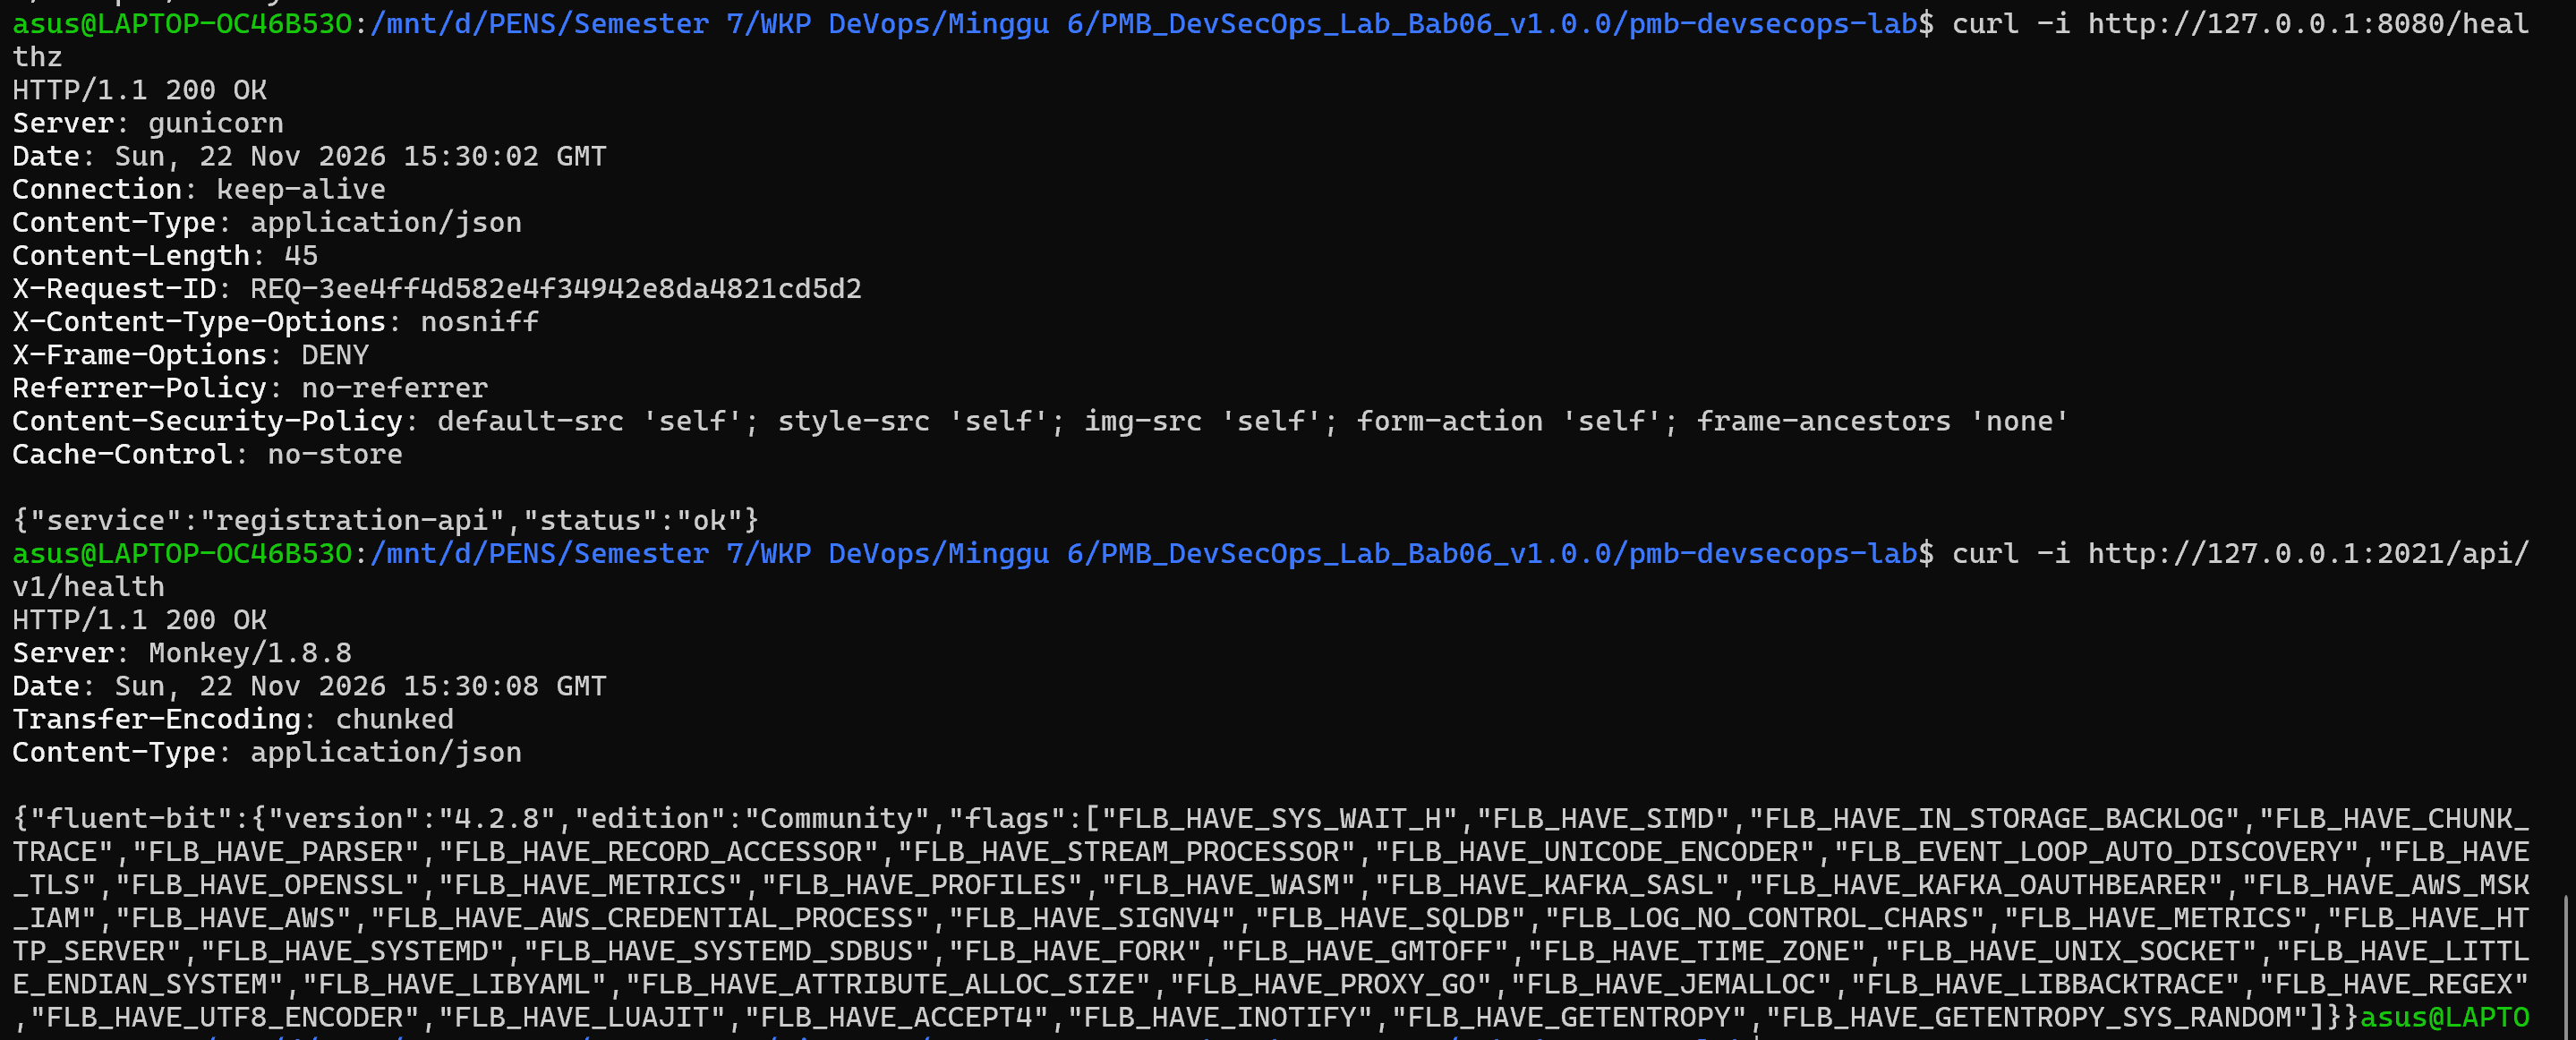 asus@LAPTOP-OC46B53O:/mnt/d/PENS/Semester 7/WKP DeVops/Minggu 6/PMB_DevSecOps_Lab_Bab06_v1.0.0/pmb-devsecops-lab$ curl -i http://127.0.0.1:8080/heal
thz
HTTP/1.1 200 OK
Server: gunicorn
Date: Sun, 22 Nov 2026 15:30:02 GMT
Connection: keep-alive
Content-Type: application/json
Content-Length: 45
X-Request-ID: REQ-3ee4ff4d582e4f34942e8da4821cd5d2
X-Content-Type-Options: nosniff
X-Frame-Options: DENY
Referrer-Policy: no-referrer
Content-Security-Policy: default-src 'self'; style-src 'self'; img-src 'self'; form-action 'self'; frame-ancestors 'none'
Cache-Control: no-store
{"service":"registration-api","status":"ok"}
asus@LAPTOP-OC46B53O:/mnt/d/PENS/Semester 7/WKP DeVops/Minggu 6/PMB_DevSecOps_Lab_Bab06_v1.0.0/pmb-devsecops-lab$ curl -i http://127.0.0.1:2021/api/
v1/health
HTTP/1.1 200 OK
Server: Monkey/1.8.8
Date: Sun, 22 Nov 2026 15:30:08 GMT
Transfer-Encoding: chunked
Content-Type: application/json
{"fluent-bit":{"version":"4.2.8","edition":"Community","flags":["FLB_HAVE_SYS_WAIT_H","FLB_HAVE_SIMD","FLB_HAVE_IN_STORAGE_BACKLOG","FLB_HAVE_CHUNK_
TRACE","FLB_HAVE_PARSER","FLB_HAVE_RECORD_ACCESSOR","FLB_HAVE_STREAM_PROCESSOR","FLB_HAVE_UNICODE_ENCODER","FLB_EVENT_LOOP_AUTO_DISCOVERY","FLB_HAVE
_TLS","FLB_HAVE_OPENSSL","FLB_HAVE_METRICS","FLB_HAVE_PROFILES","FLB_HAVE_WASM","FLB_HAVE_KAFKA_SASL","FLB_HAVE_KAFKA_OAUTHBEARER","FLB_HAVE_AWS_MSK
_IAM","FLB_HAVE_AWS","FLB_HAVE_AWS_CREDENTIAL_PROCESS","FLB_HAVE_SIGNV4","FLB_HAVE_SQLDB","FLB_LOG_NO_CONTROL_CHARS","FLB_HAVE_METRICS","FLB_HAVE_HT
TP_SERVER","FLB_HAVE_SYSTEMD","FLB_HAVE_SYSTEMD_SDBUS","FLB_HAVE_FORK","FLB_HAVE_GMTOFF","FLB_HAVE_TIME_ZONE","FLB_HAVE_UNIX_SOCKET","FLB_HAVE_LITTL
E_ENDIAN_SYSTEM","FLB_HAVE_LIBYAML","FLB_HAVE_ATTRIBUTE_ALLOC_SIZE","FLB_HAVE_PROXY_GO","FLB_HAVE_JEMALLOC","FLB_HAVE_LIBBACKTRACE","FLB_HAVE_REGEX"
,"FLB_HAVE_UTF8_ENCODER","FLB_HAVE_LUAJIT","FLB_HAVE_ACCEPT4","FLB_HAVE_INOTIFY","FLB_HAVE_GETENTROPY","FLB_HAVE_GETENTROPY_SYS_RANDOM"]}}asus@LAPTO